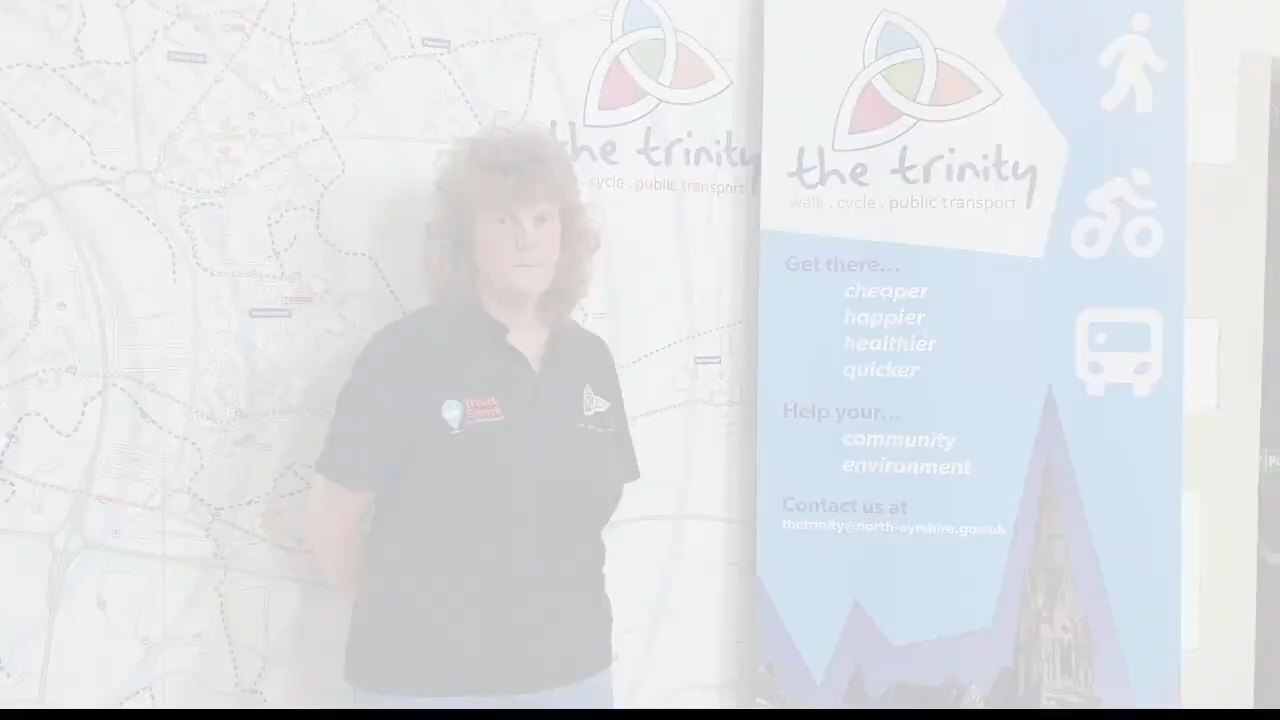 the trinity
cycle . public transport
the trinity
walk . cycle . public transport
Get there...
cheaper
happier
healthier
quicker
Help your...
community
environment
Contact us at
thetrinity@north-ayrshire.gov.uk